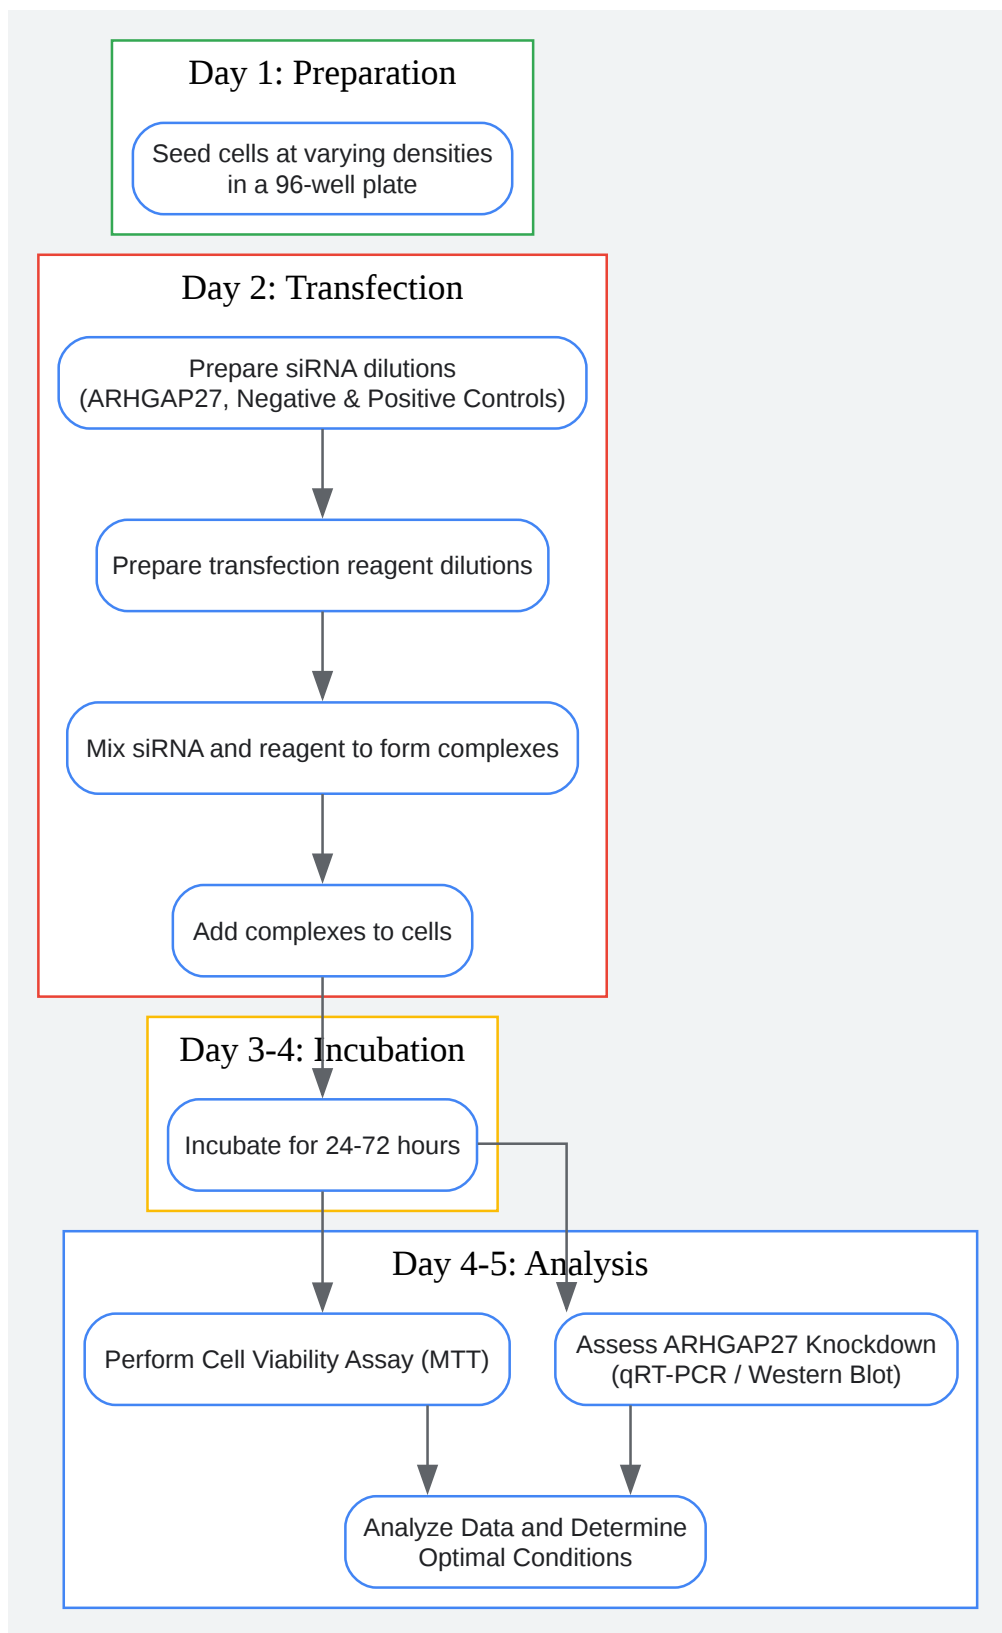 Day 1: Preparation
Seed cells at varying densities
in a 96-well plate
Day 2: Transfection
Prepare siRNA dilutions
(ARHGAP27, Negative & Positive Controls)
Prepare transfection reagent dilutions
Mix siRNA and reagent to form complexes
Add complexes to cells
Day 3-4: Incubation
Incubate for 24-72 hours
Day 4-5: Analysis
Perform Cell Viability Assay (MTT)
Assess ARHGAP27 Knockdown
(qRT-PCR / Western Blot)
Analyze Data and Determine
Optimal Conditions